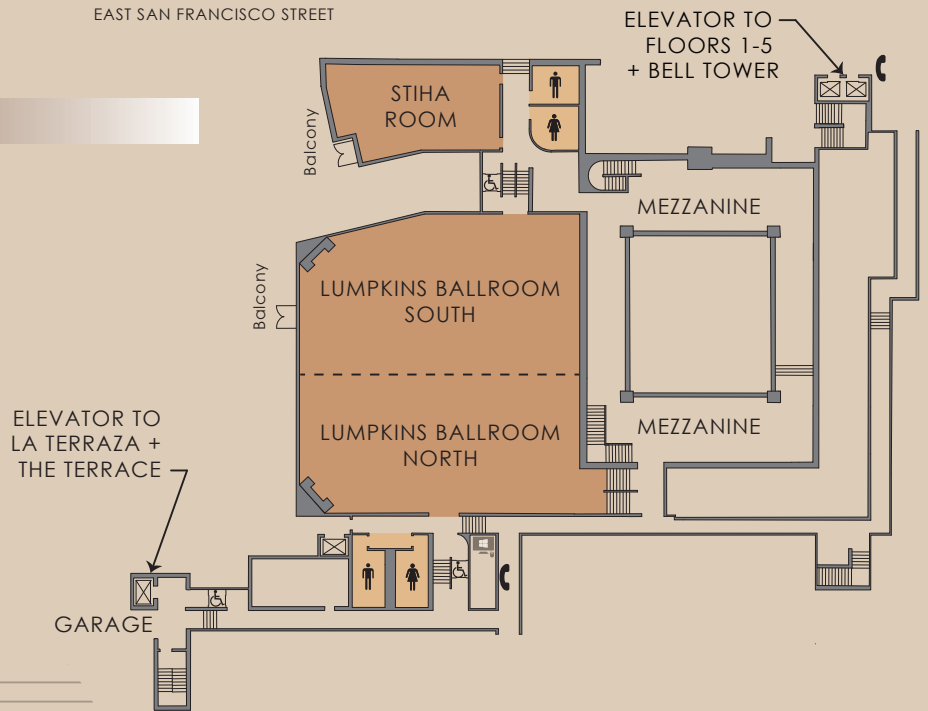 EAST SAN FRANCISCO STREET
ELEVATOR TO
FLOORS 1-5
+ BELL TOWER
STIHA
ROOM
Balcony
MEZZANINE
LUMPKINS BALLROOM
SOUTH
Balcony
ELEVATOR TO
LA TERRAZA +
THE TERRACE
LUMPKINS BALLROOM
NORTH
MEZZANINE
GARAGE